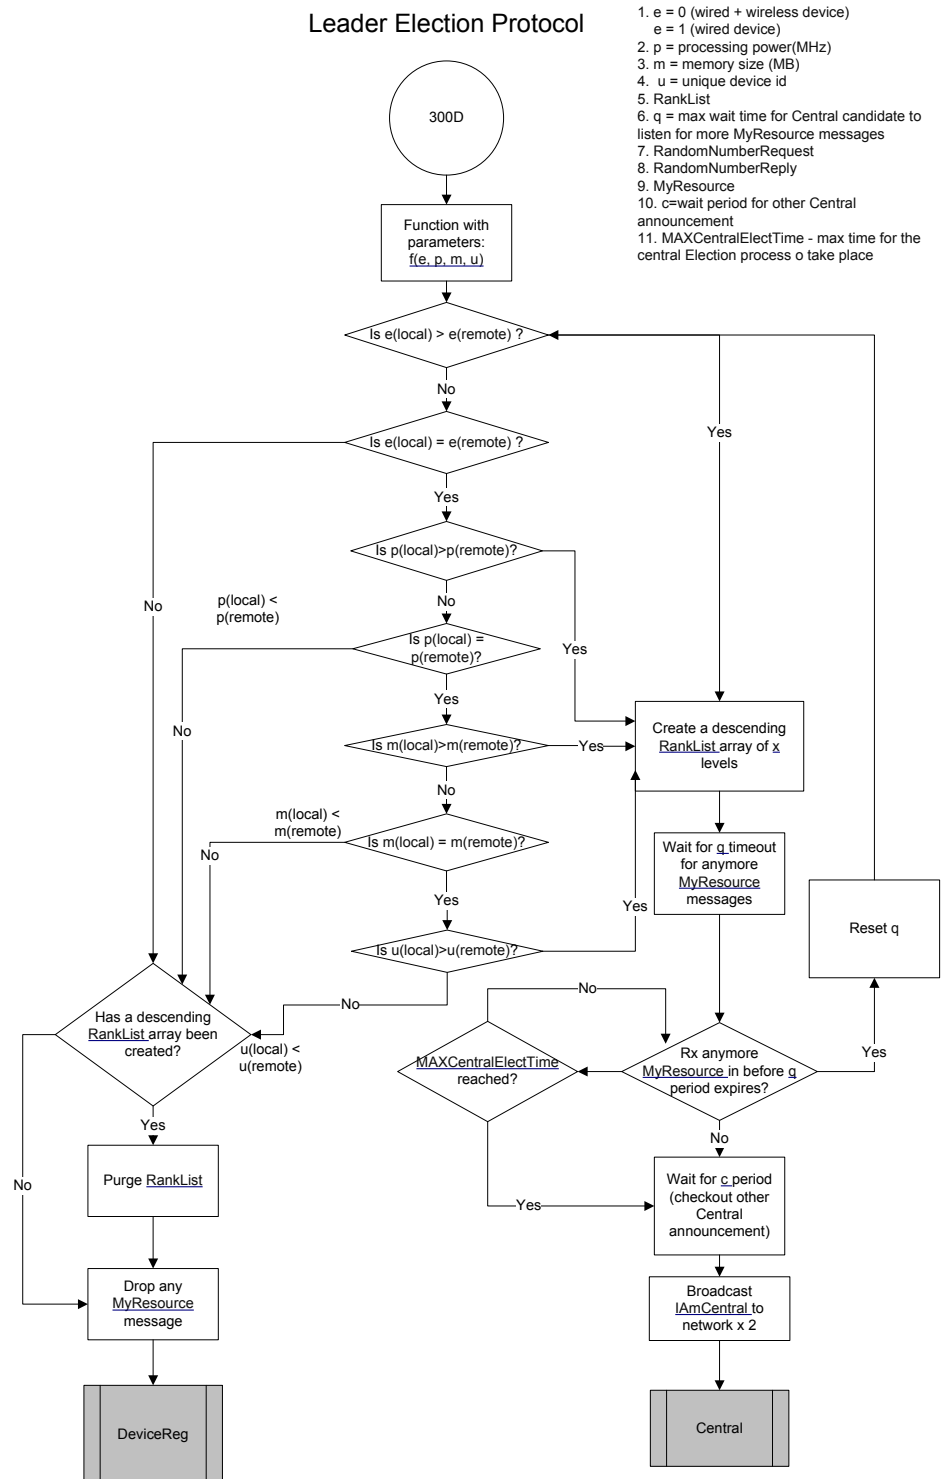 Leader Election Protocol
1. e = 0 (wired + wireless device)
e = 1 (wired device)
2. p = processing power(MHz)
3. m = memory size (MB)
4.  u = unique device id
5. RankList
6. q = max wait time for Central candidate to
listen for more MyResource messages
7. RandomNumberRequest
8. RandomNumberReply
9. MyResource
10. c=wait period for other Central
announcement
11. MAXCentralElectTime - max time for the
central Election process o take place
300D
Function with
parameters:
f(e, p, m, u)
Is e(local) > e(remote) ?
No
Yes
Is e(local) = e(remote) ?
Yes
Is p(local)>p(remote)?
No
No
p(local) <
p(remote)
Is p(local) =
p(remote)?
Yes
Yes
No
Is m(local)>m(remote)?
Yes
Create a descending
RankList array of x
levels
No
m(local) <
m(remote)
Is m(local) = m(remote)?
No
Wait for q timeout
for anymore
MyResource
messages
Yes
Yes
Reset q
Is u(local)>u(remote)?
No
No
Has a descending
RankList array been
created?
u(local) <
u(remote)
MAXCentralElectTime
reached?
Rx anymore
MyResource in before q
period expires?
Yes
Yes
No
Purge RankList
No
Wait for c period
(checkout other
Central
announcement)
Yes
Drop any
MyResource
message
Broadcast
IAmCentral to
network x 2
DeviceReg
Central